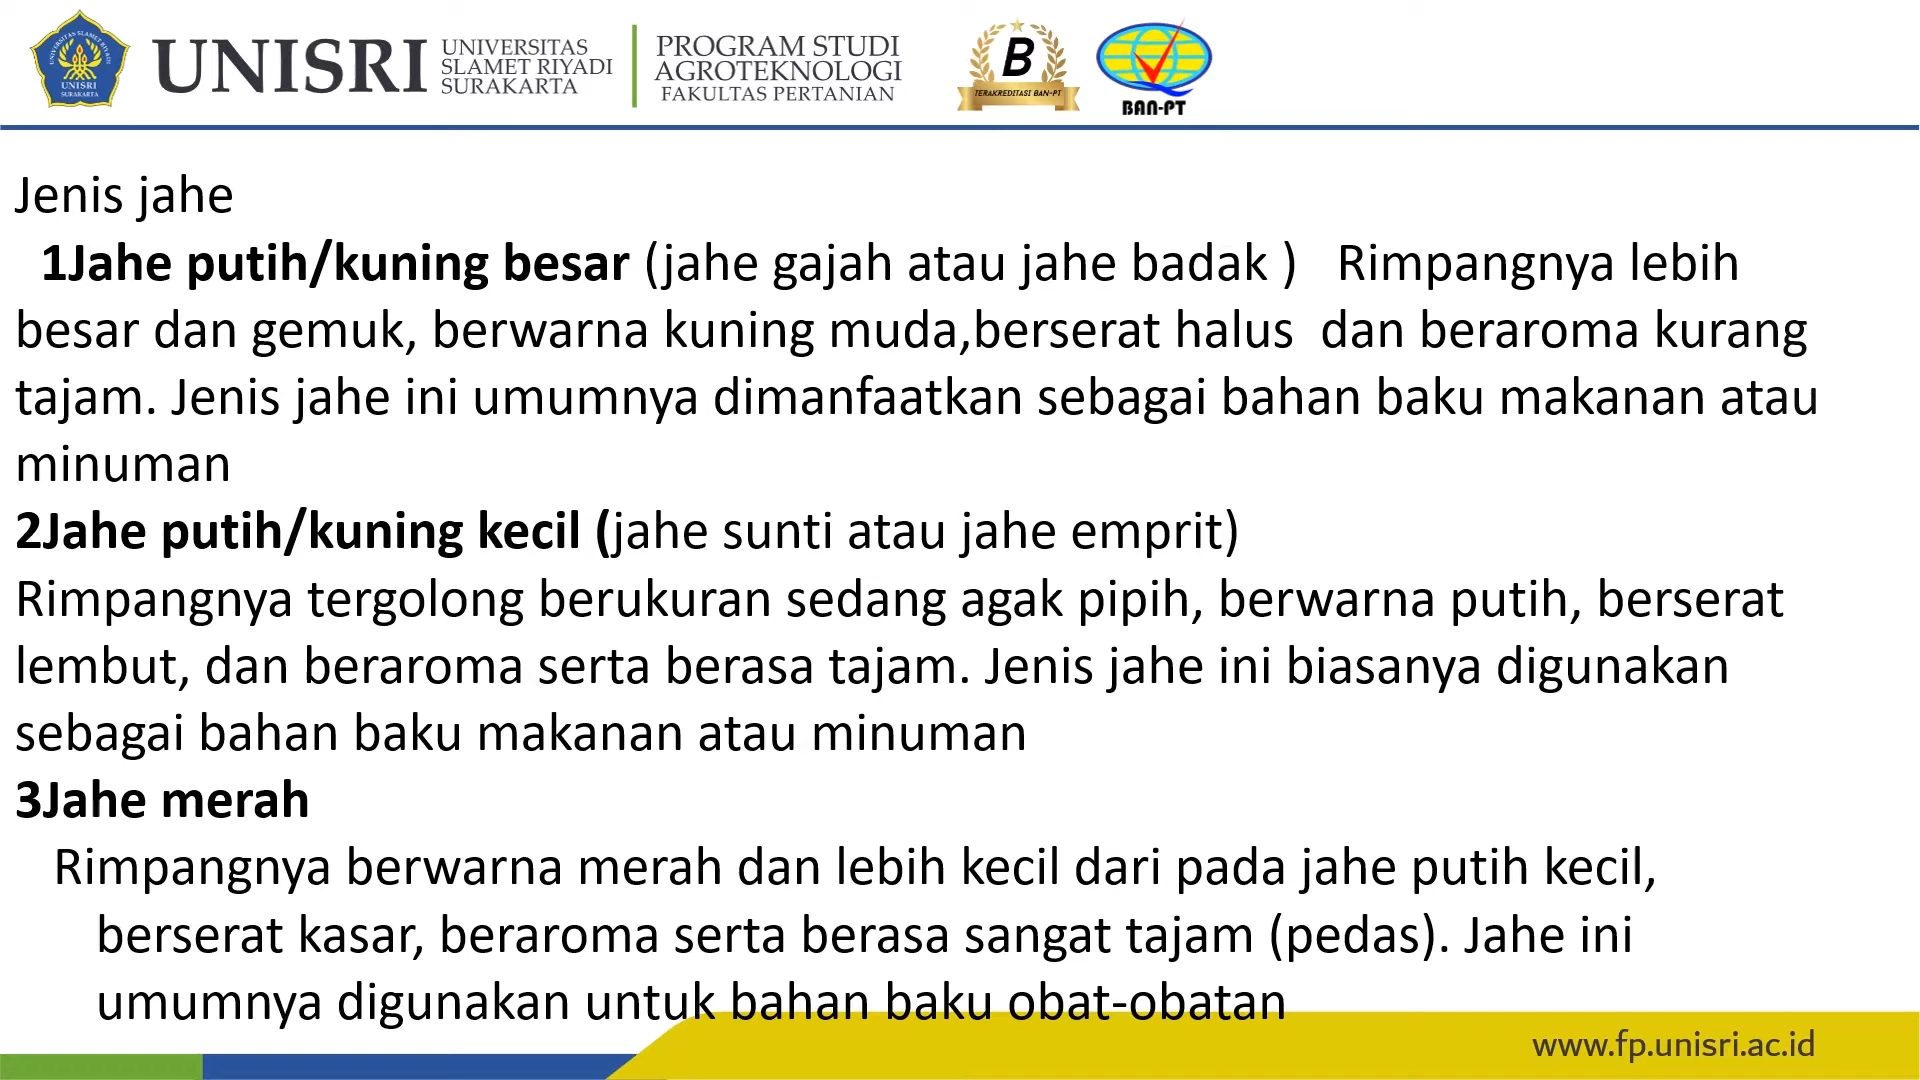 UNISRI
UNIVERSITAS
SLAMET RIYADI
SURAKARTA
PROGRAM STUDI
AGROTEKNOLOGI
FAKULTAS PERTANIAN
UNIVERSITAS SLAMET RIYADI
UNISRI
SURAKARTA
B
TERAKREDITASI BAN-PT
BAN-PT
Jenis jahe
1Jahe putih/kuning besar (jahe gajah atau jahe badak ) Rimpangnya lebih
besar dan gemuk, berwarna kuning muda,berserat halus dan beraroma kurang
tajam. Jenis jahe ini umumnya dimanfaatkan sebagai bahan baku makanan atau
minuman
2Jahe putih/kuning kecil (jahe sunti atau jahe emprit)
Rimpangnya tergolong berukuran sedang agak pipih, berwarna putih, berserat
lembut, dan beraroma serta berasa tajam. Jenis jahe ini biasanya digunakan
sebagai bahan baku makanan atau minuman
3Jahe merah
Rimpangnya berwarna merah dan lebih kecil dari pada jahe putih kecil,
berserat kasar, beraroma serta berasa sangat tajam (pedas). Jahe ini
umumnya digunakan untuk bahan baku obat-obatan
www.fp.unisri.ac.id